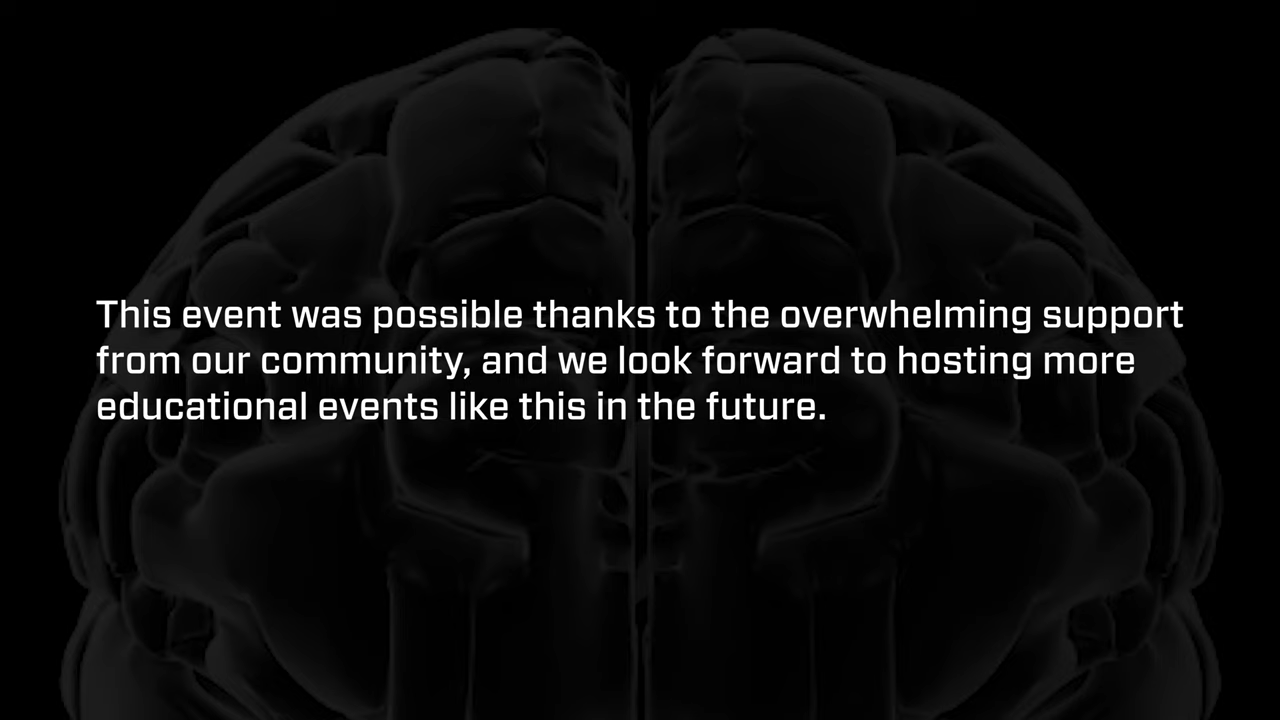 This event was possible thanks to the overwhelming support
from our community, and we look forward to hosting more
educational events like this in the future.